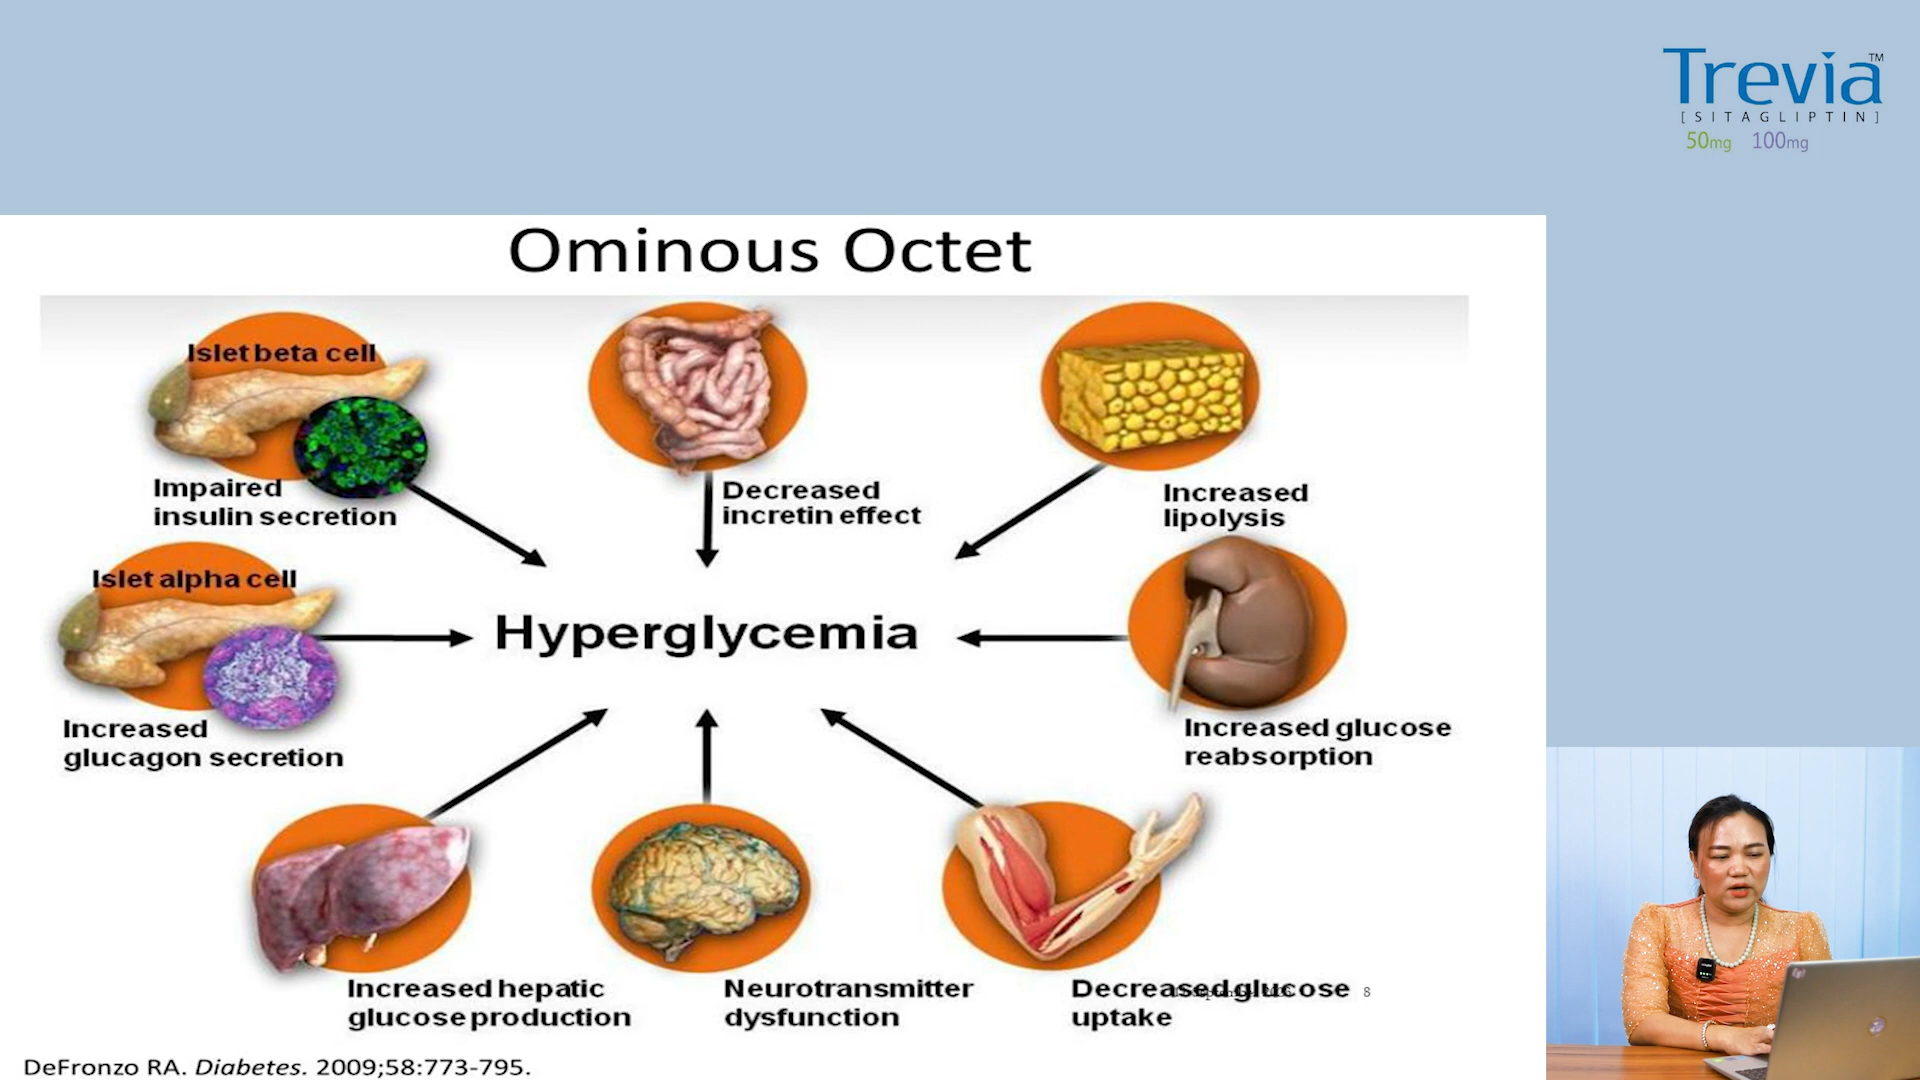 Trevia™
[SITAGLIPTIN]
50mg 100mg
Ominous Octet
Islet beta cell
Impaired
insulin secretion
Decreased
incretin effect
Increased
lipolysis
Islet alpha cell
Increased
glucagon secretion
Hyperglycemia
Increased glucose
reabsorption
Increased hepatic
glucose production
Neurotransmitter
dysfunction
Decreased glucose
uptake
8
DeFronzo RA. Diabetes. 2009;58:773-795.